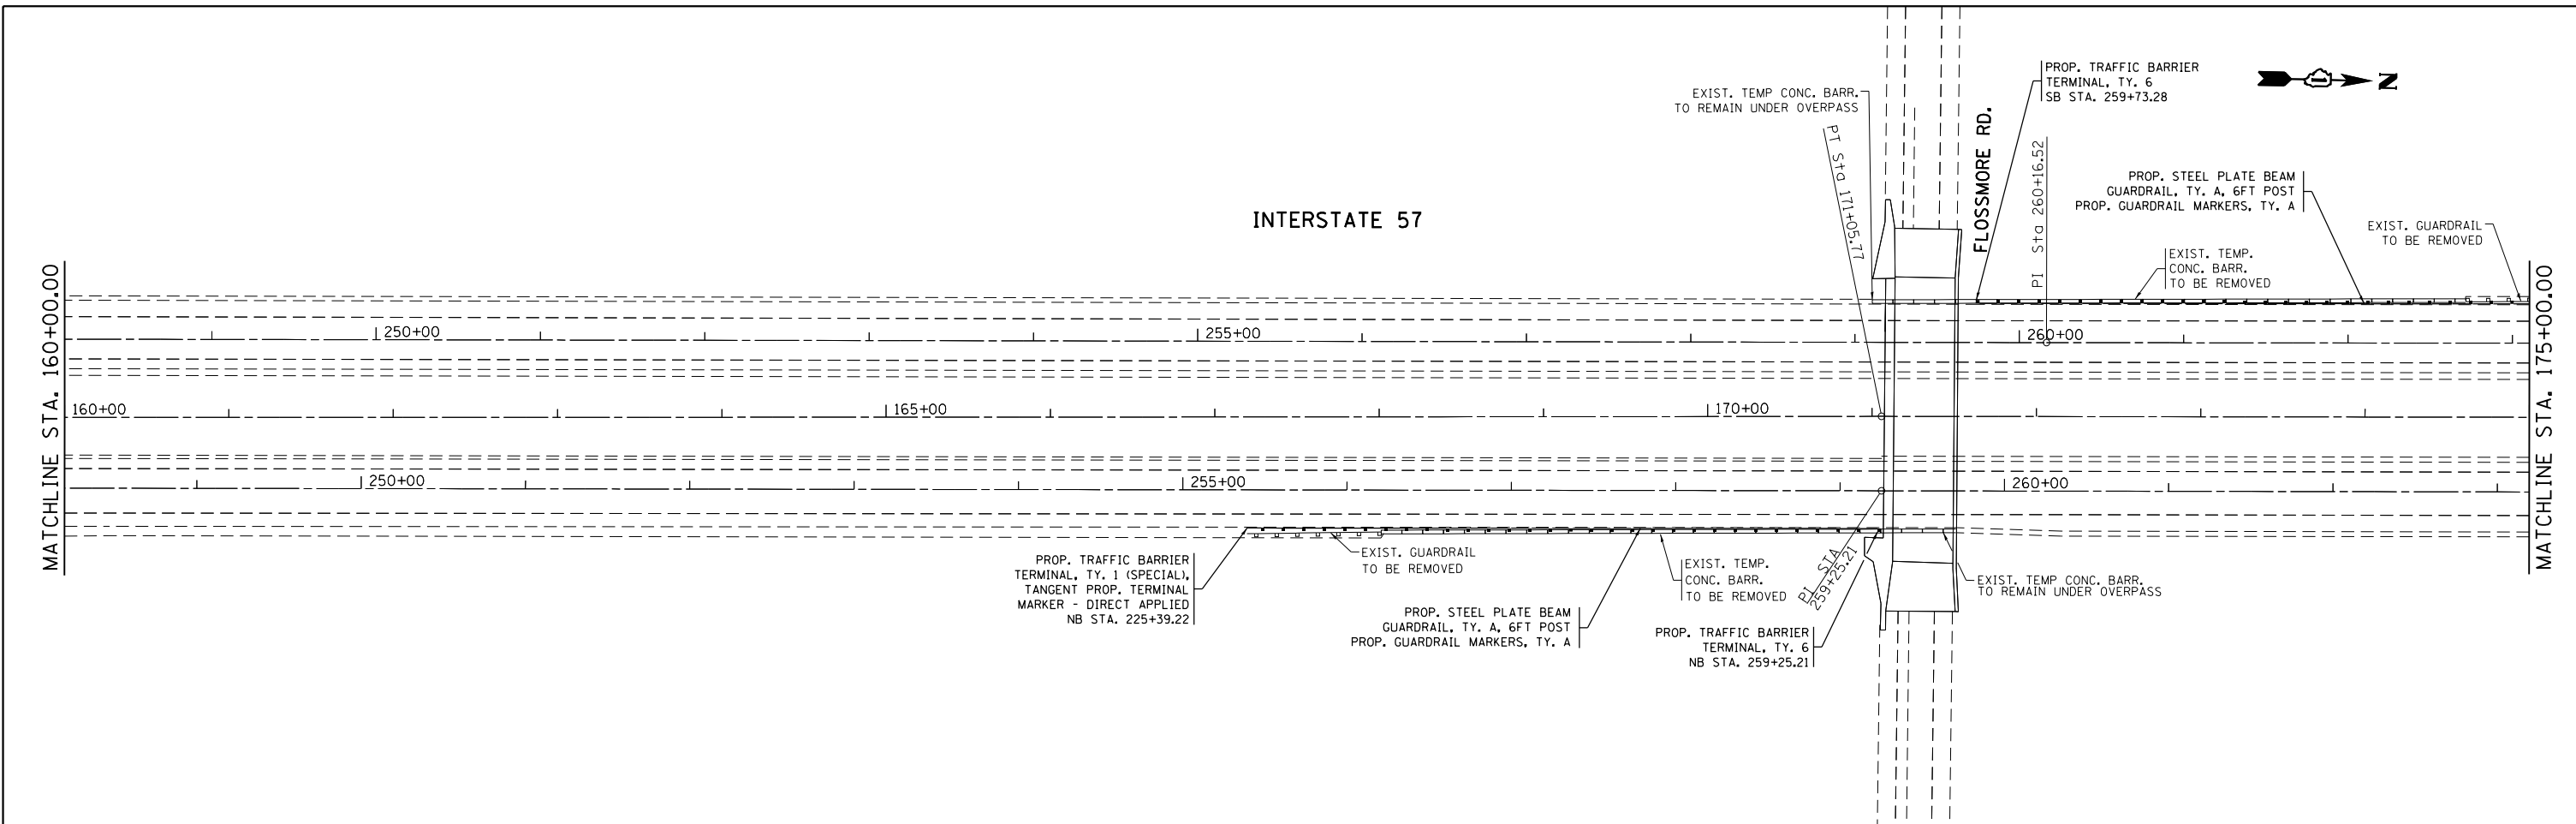 EXIST. TEMP CONC. BARR.
TO REMAIN UNDER OVERPASS
PROP. TRAFFIC BARRIER
TERMINAL, TY. 6
SB STA. 259+73.28
N
FLOSSMORE RD.
PI Sta 171+05.77
PI Sta 260+16.52
PROP. STEEL PLATE BEAM
GUARDRAIL, TY. A, 6FT POST
PROP. GUARDRAIL MARKERS, TY. A
EXIST. GUARDRAIL
TO BE REMOVED
EXIST. TEMP.
CONC. BARR.
TO BE REMOVED
INTERSTATE 57
MATCHLINE STA. 160+00.00
MATCHLINE STA. 175+00.00
250+00
255+00
260+00
160+00
165+00
170+00
250+00
255+00
260+00
PROP. TRAFFIC BARRIER
TERMINAL, TY. 1 (SPECIAL),
TANGENT PROP. TERMINAL
MARKER - DIRECT APPLIED
NB STA. 225+39.22
EXIST. GUARDRAIL
TO BE REMOVED
PROP. STEEL PLATE BEAM
GUARDRAIL, TY. A, 6FT POST
PROP. GUARDRAIL MARKERS, TY. A
EXIST. TEMP.
CONC. BARR.
TO BE REMOVED
PI STA
259+25.21
PROP. TRAFFIC BARRIER
TERMINAL, TY. 6
NB STA. 259+25.21
EXIST. TEMP CONC. BARR.
TO REMAIN UNDER OVERPASS